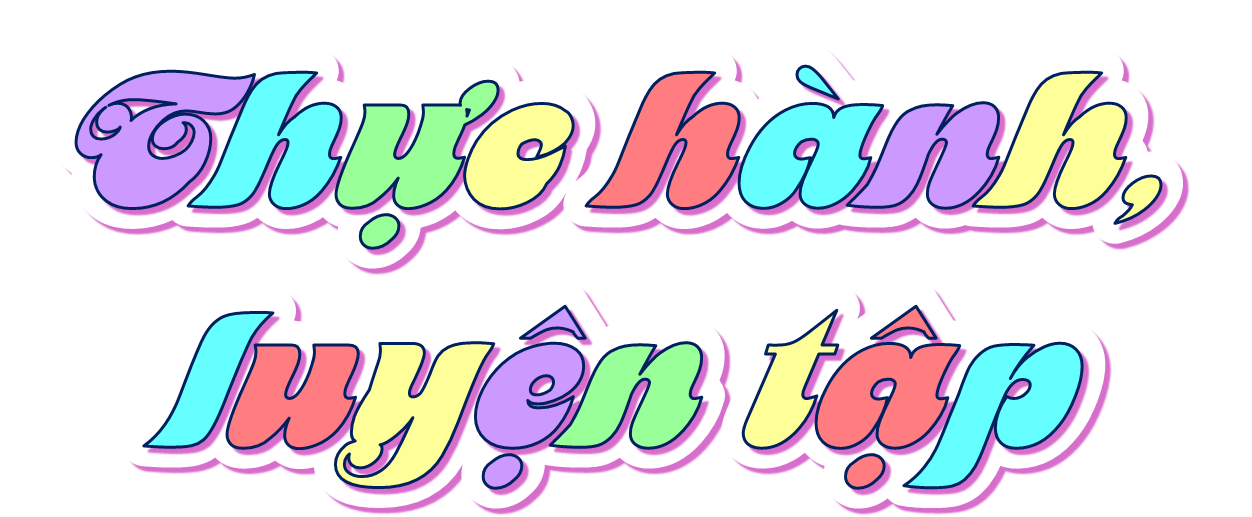 Thực hành,
luyện tập